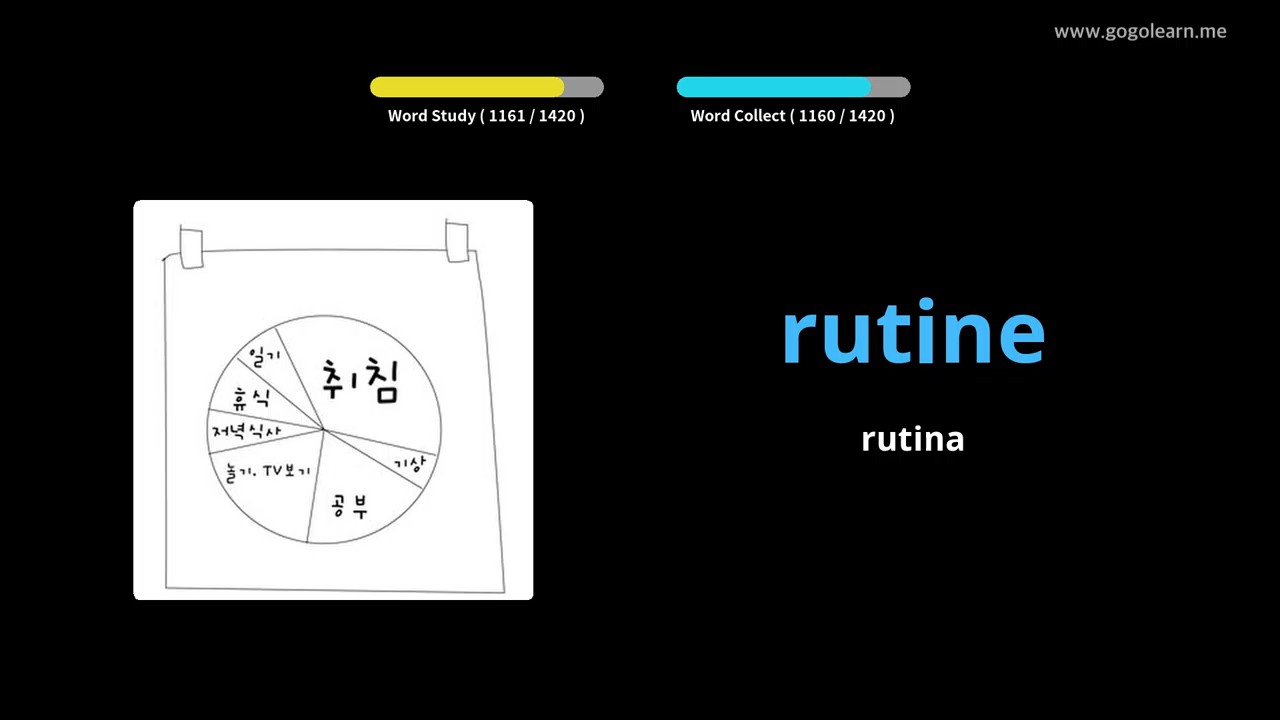 www.gogolearn.me
Word Study ( 1161 / 1420 )
Word Collect ( 1160 / 1420 )
일기
취침
휴식
저녁식사
기상
놀기. TV보기
공부
rutine
rutina